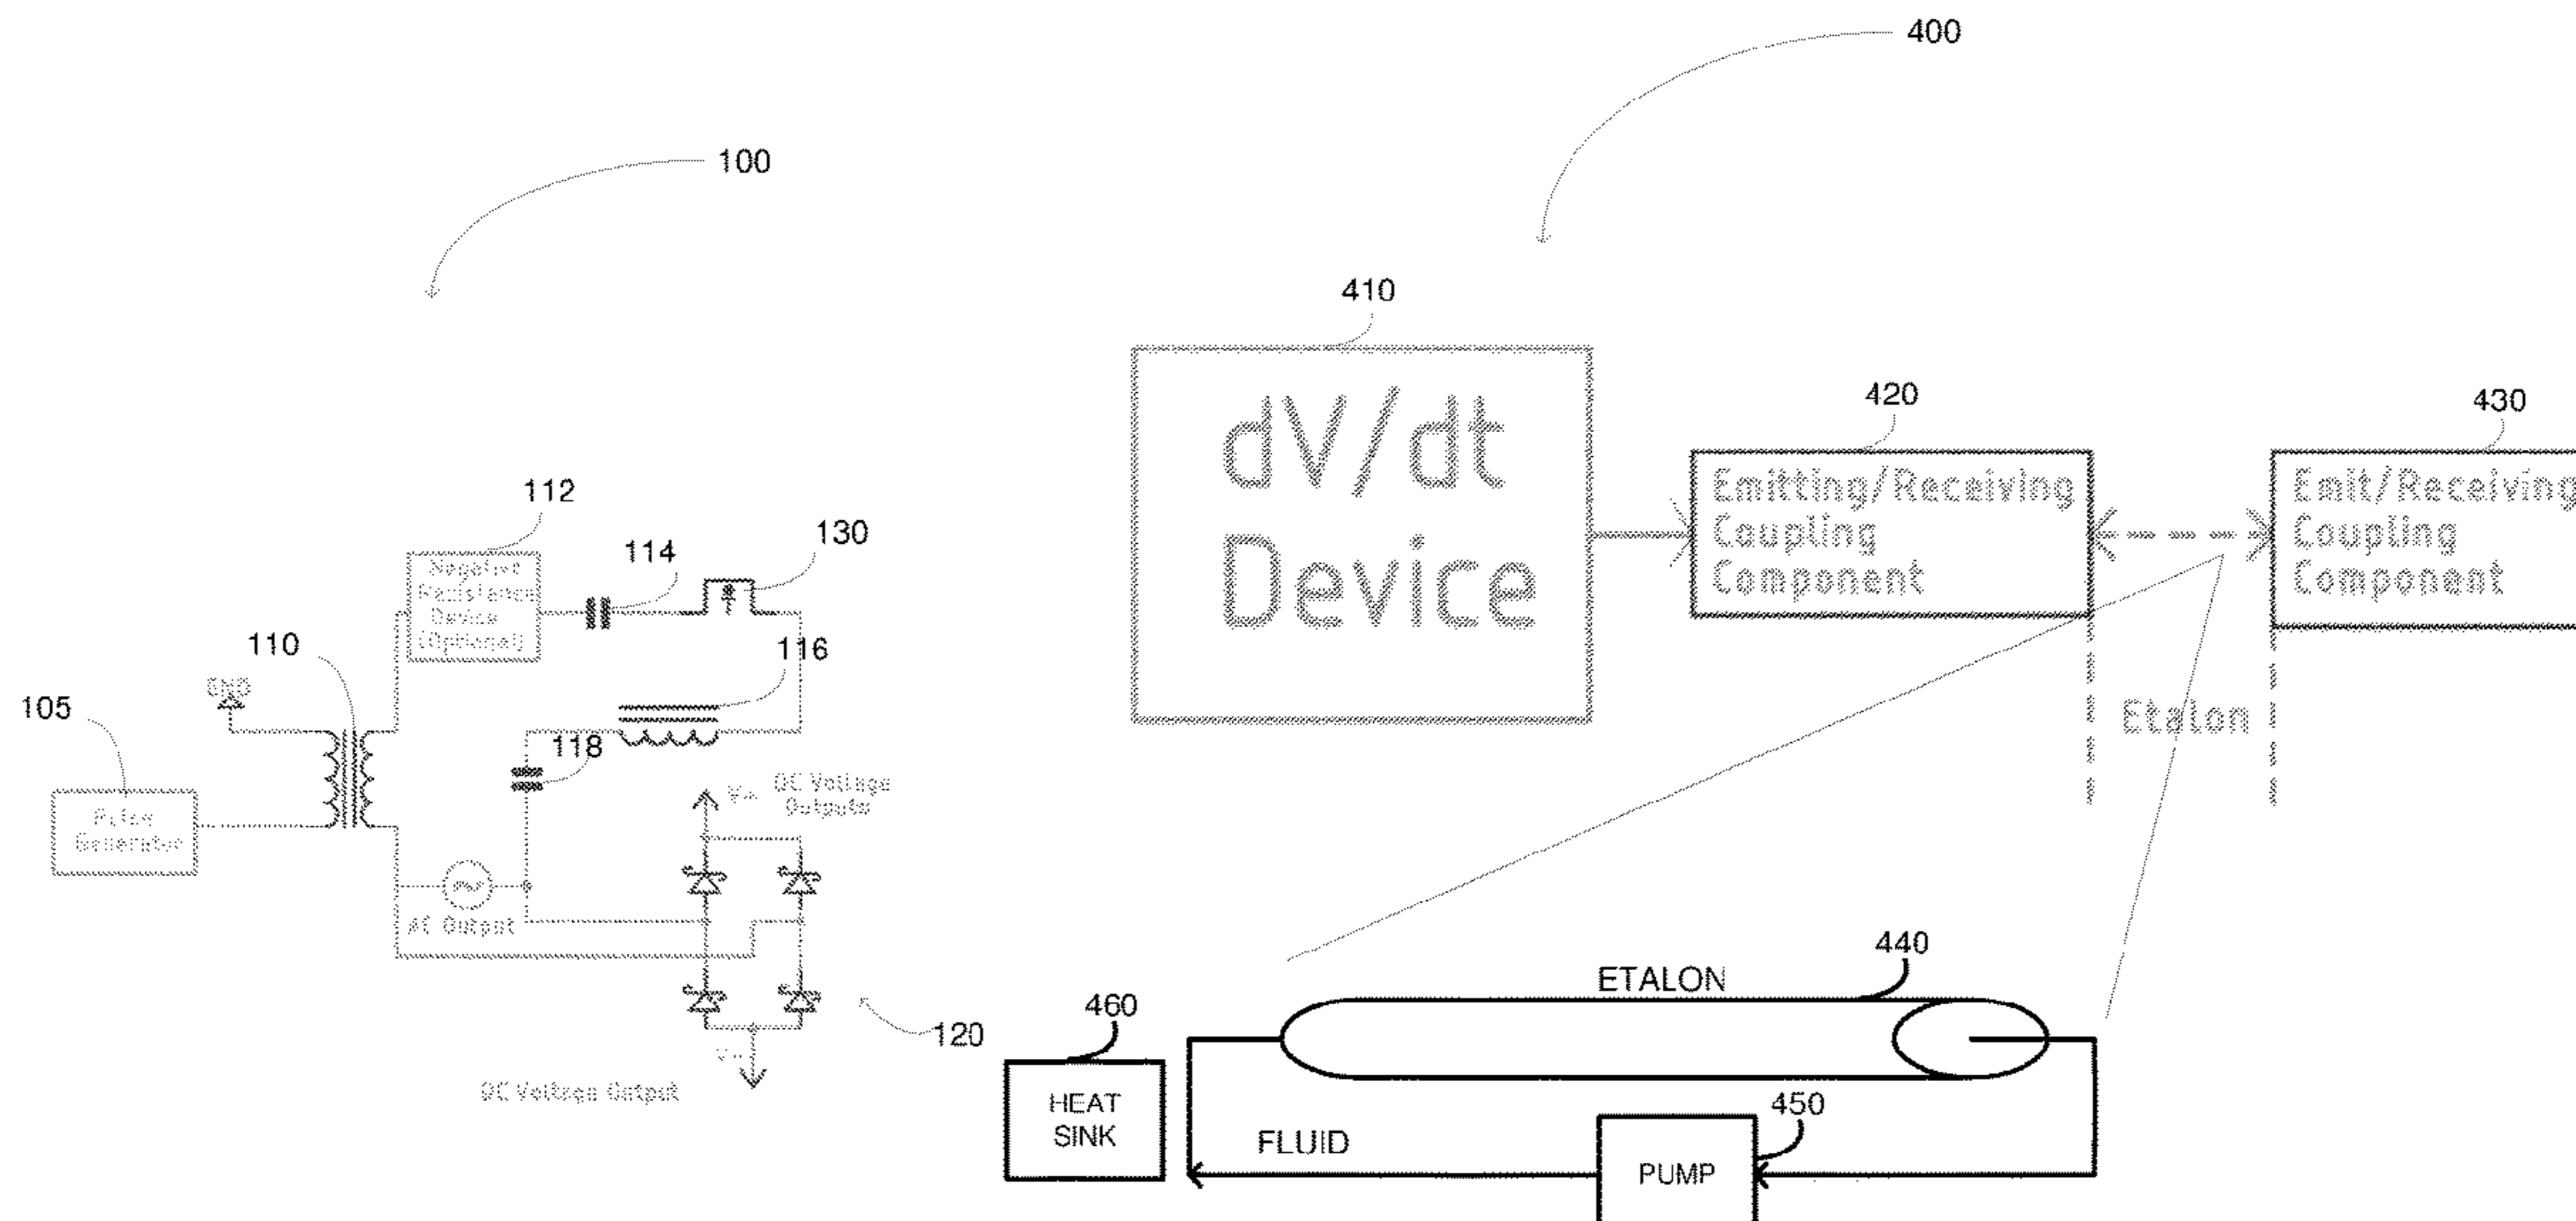 100
112
Negative
Resistance
Device
(Optional)
114
130
110
116
GND
105
118
Pulse
Generator
DC Voltage
Outputs
AC Output
120
DC Voltage Output
400
410
dV/dt
Device
420
Emitting/Receiving
Coupling
Component
430
Emit/Receiving
Coupling
Component
Etalon
440
ETALON
460
HEAT
SINK
450
FLUID
PUMP